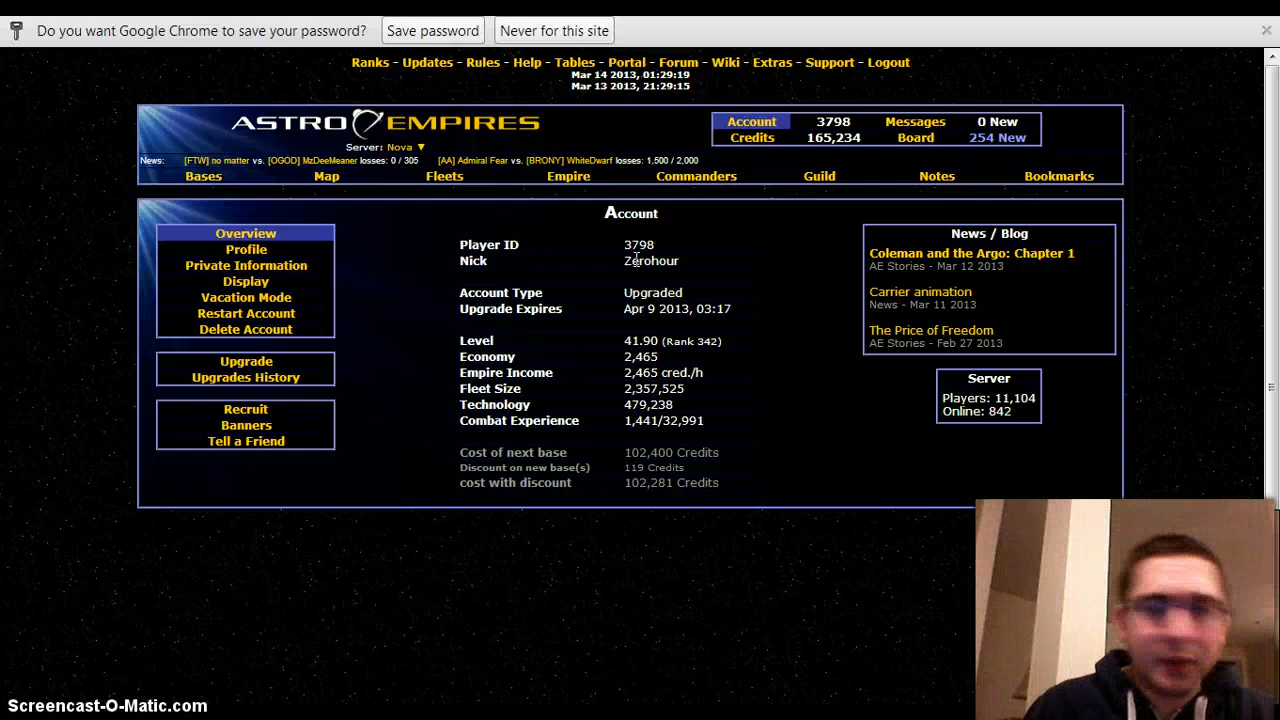 Do you want Google Chrome to save your password? Save password Never for this site
Ranks - Updates - Rules - Help - Tables - Portal - Forum - Wiki - Extras - Support - Logout
Mar 14 2013, 01:29:19
Mar 13 2013, 21:29:15
ASTRO EMPIRES
Server: Nova ▼
Account 3798 Messages 0 New
Credits 165,234 Board 254 New
News: [FTW] no matter vs. [OGOD] MzDeeMeaner losses: 0 / 305 [AA] Admiral Fear vs. [BRONY] WhiteDwarf losses: 1,500 / 2,000
Bases Map Fleets Empire Commanders Guild Notes Bookmarks
Account
Overview
Profile
Private Information
Display
Vacation Mode
Restart Account
Delete Account
Upgrade
Upgrades History
Recruit
Banners
Tell a Friend
Player ID 3798
Nick Zerohour
Account Type Upgraded
Upgrade Expires Apr 9 2013, 03:17
Level 41.90 (Rank 342)
Economy 2,465
Empire Income 2,465 cred./h
Fleet Size 2,357,525
Technology 479,238
Combat Experience 1,441/32,991
Cost of next base 102,400 Credits
Discount on new base(s) 119 Credits
cost with discount 102,281 Credits
News / Blog
Coleman and the Argo: Chapter 1
AE Stories - Mar 12 2013
Carrier animation
News - Mar 11 2013
The Price of Freedom
AE Stories - Feb 27 2013
Server
Players: 11,104
Online: 842
Screencast-O-Matic.com